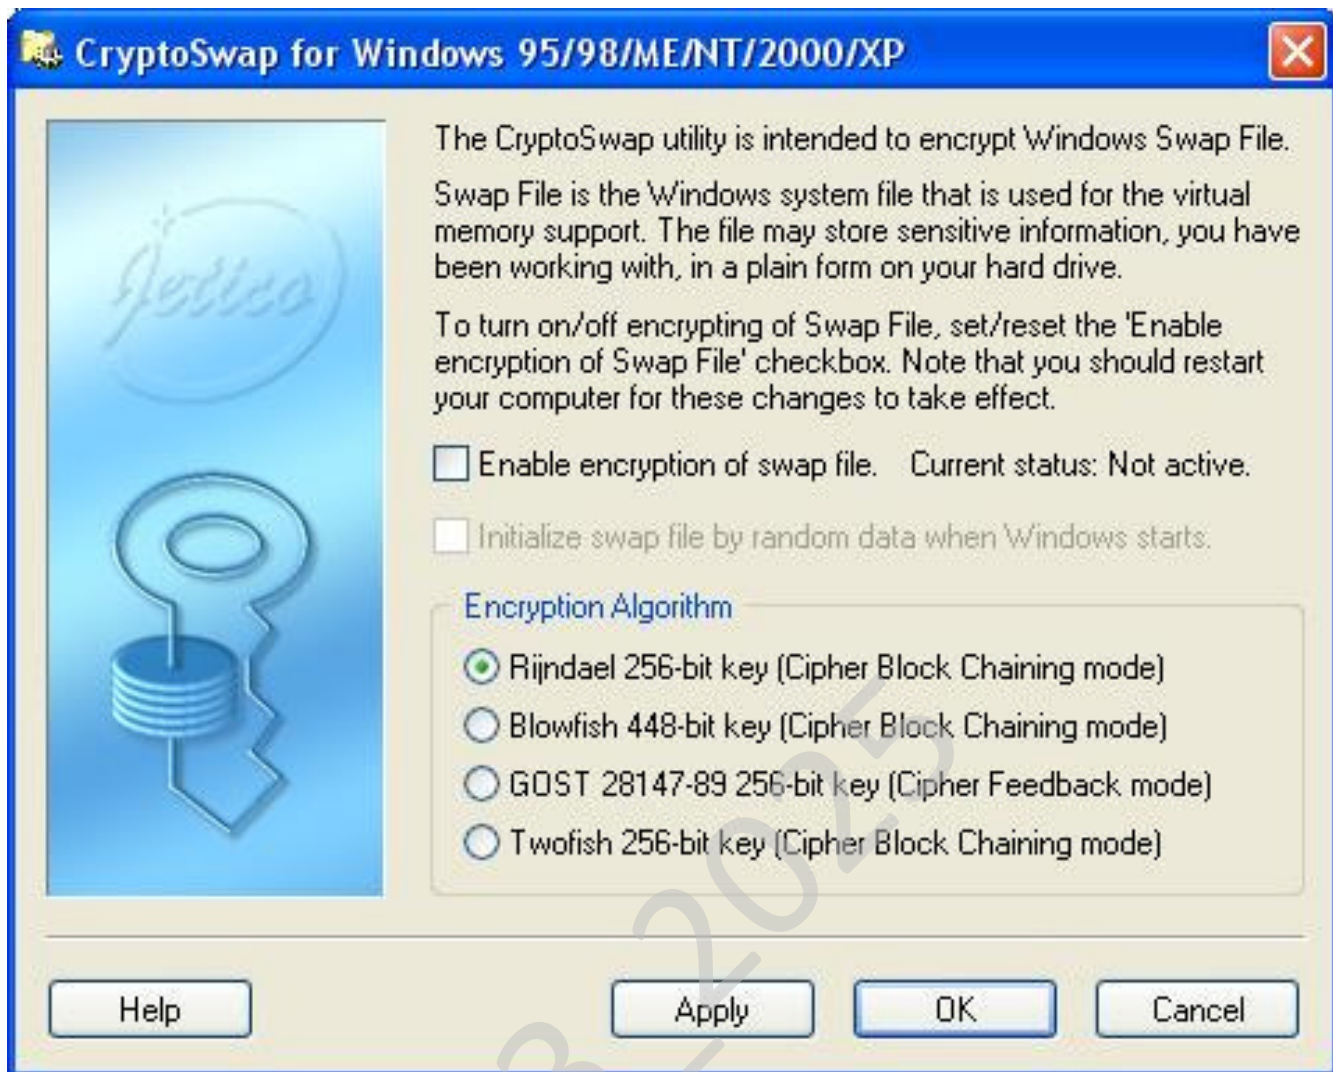 CryptoSwap for Windows 95/98/ME/NT/2000/XP
Jetico
The CryptoSwap utility is intended to encrypt Windows Swap File.
Swap File is the Windows system file that is used for the virtual
memory support. The file may store sensitive information, you have
been working with, in a plain form on your hard drive.
To turn on/off encrypting of Swap File, set/reset the 'Enable
encryption of Swap File' checkbox. Note that you should restart
your computer for these changes to take effect.
Enable encryption of swap file. Current status: Not active.
Initialize swap file by random data when Windows starts.
Encryption Algorithm
Rijndael 256-bit key (Cipher Block Chaining mode)
Blowfish 448-bit key (Cipher Block Chaining mode)
GOST 28147-89 256-bit key (Cipher Feedback mode)
Twofish 256-bit key (Cipher Block Chaining mode)
Help Apply OK Cancel